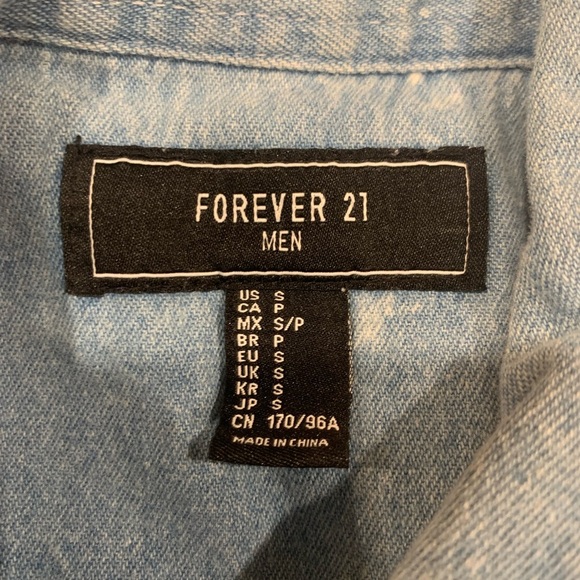 FOREVER 21
MEN
US S
CA P
MX S/P
BR P
EU S
UK S
KR S
JP S
CN 170/96A
MADE IN CHINA